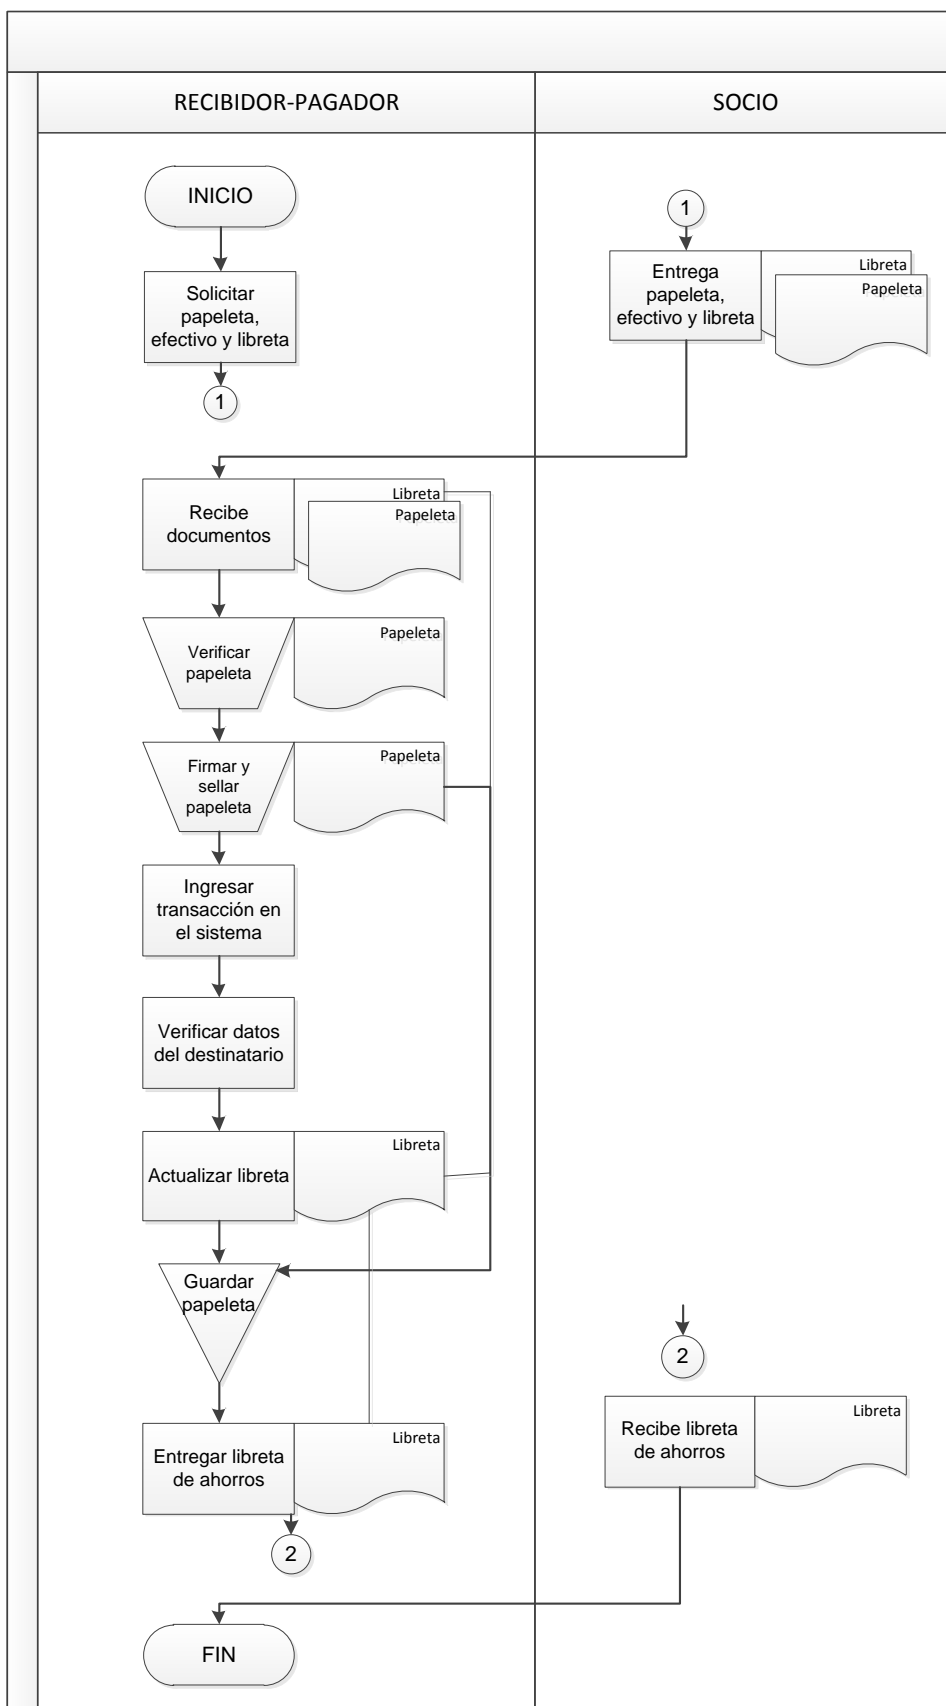 RECIBIDOR-PAGADOR
SOCIO
INICIO
Solicitar
papeleta,
efectivo y libreta
1
1
Entrega
papeleta,
efectivo y libreta
Libreta
Papeleta
Recibe
documentos
Libreta
Papeleta
Verificar
papeleta
Papeleta
Firmar y
sellar
papeleta
Papeleta
Ingresar
transacción en
el sistema
Verificar datos
del destinatario
Actualizar libreta
Libreta
Guardar
papeleta
Entregar libreta
de ahorros
Libreta
2
2
Recibe libreta
de ahorros
Libreta
FIN